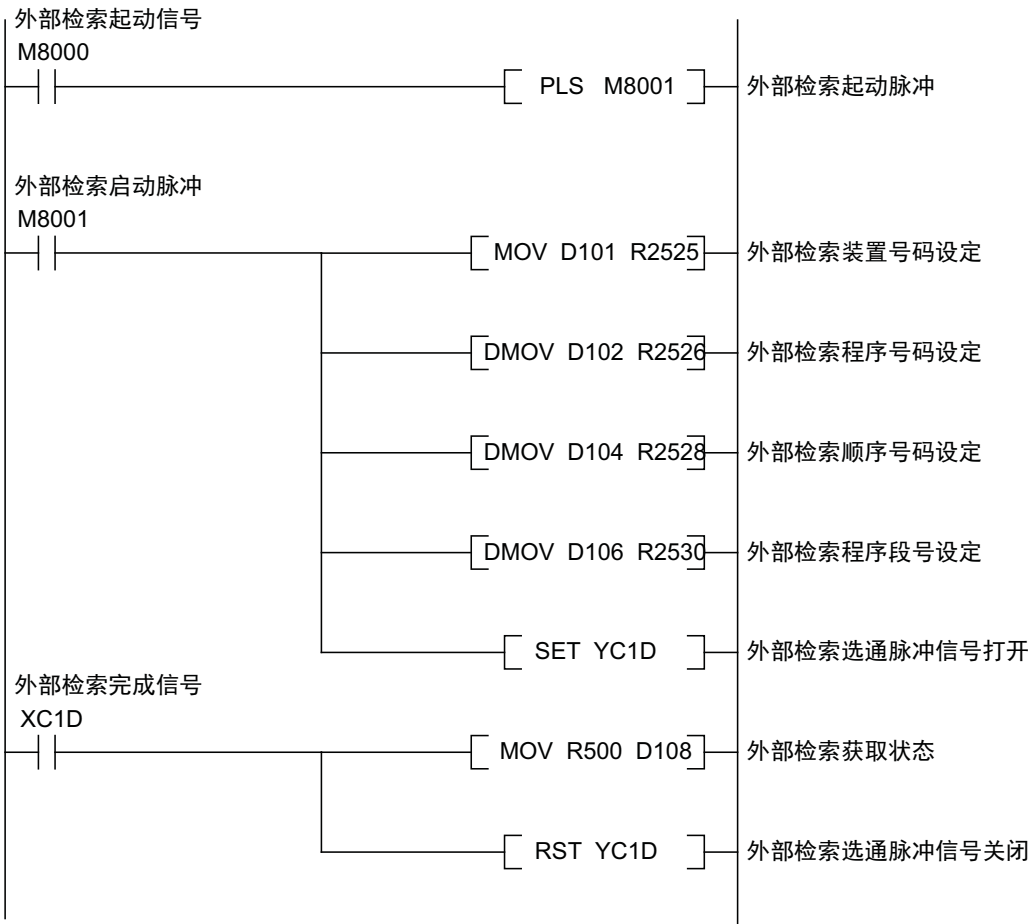 外部检索起动信号
M8000
PLS M8001 外部检索起动脉冲
外部检索启动脉冲
M8001
MOV D101 R2525 外部检索装置号码设定
DMOV D102 R2526 外部检索程序号码设定
DMOV D104 R2528 外部检索顺序号码设定
DMOV D106 R2530 外部检索程序段号设定
SET YC1D 外部检索选通脉冲信号打开
外部检索完成信号
XC1D
MOV R500 D108 外部检索获取状态
RST YC1D 外部检索选通脉冲信号关闭